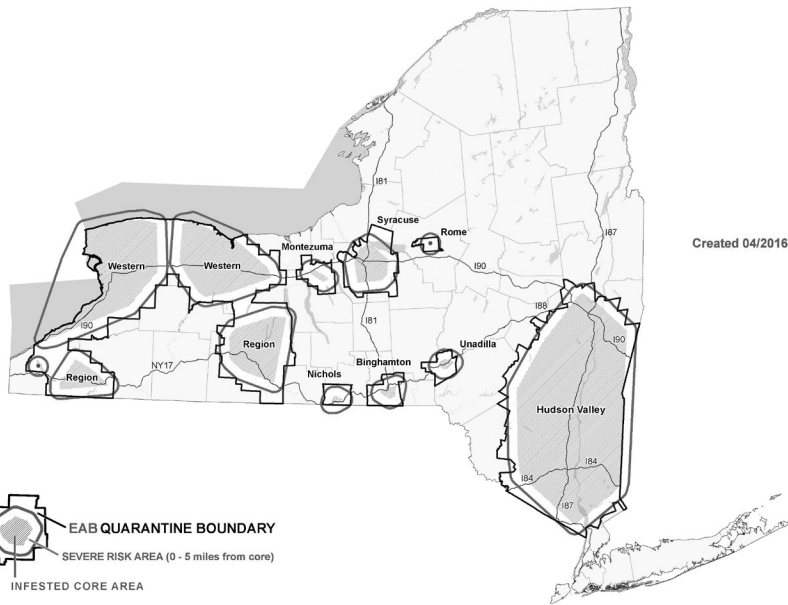 I81
Syracuse
Rome
I87
Created 04/2016
Montezuma
Western
Western
I90
I88
I90
I81
I90
Region
Unadilla
Binghamton
NY17
Region
Nichols
Hudson Valley
I84
I84
I87
EAB QUARANTINE BOUNDARY
SEVERE RISK AREA (0 - 5 miles from core)
INFESTED CORE AREA